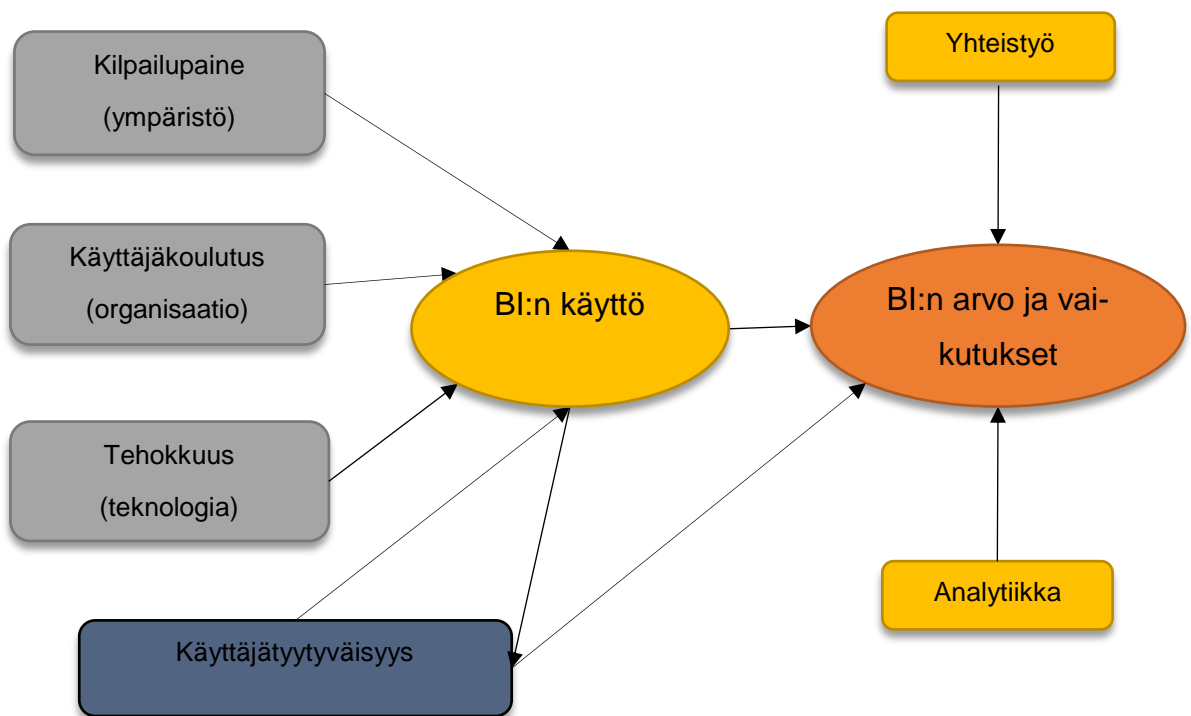 Kilpailupaine
(ympäristö)
Käyttäjäkoulutus
(organisaatio)
Tehokkuus
(teknologia)
Käyttäjätyytyväisyys
BI:n käyttö
Yhteistyö
BI:n arvo ja vai-
kutukset
Analytiikka